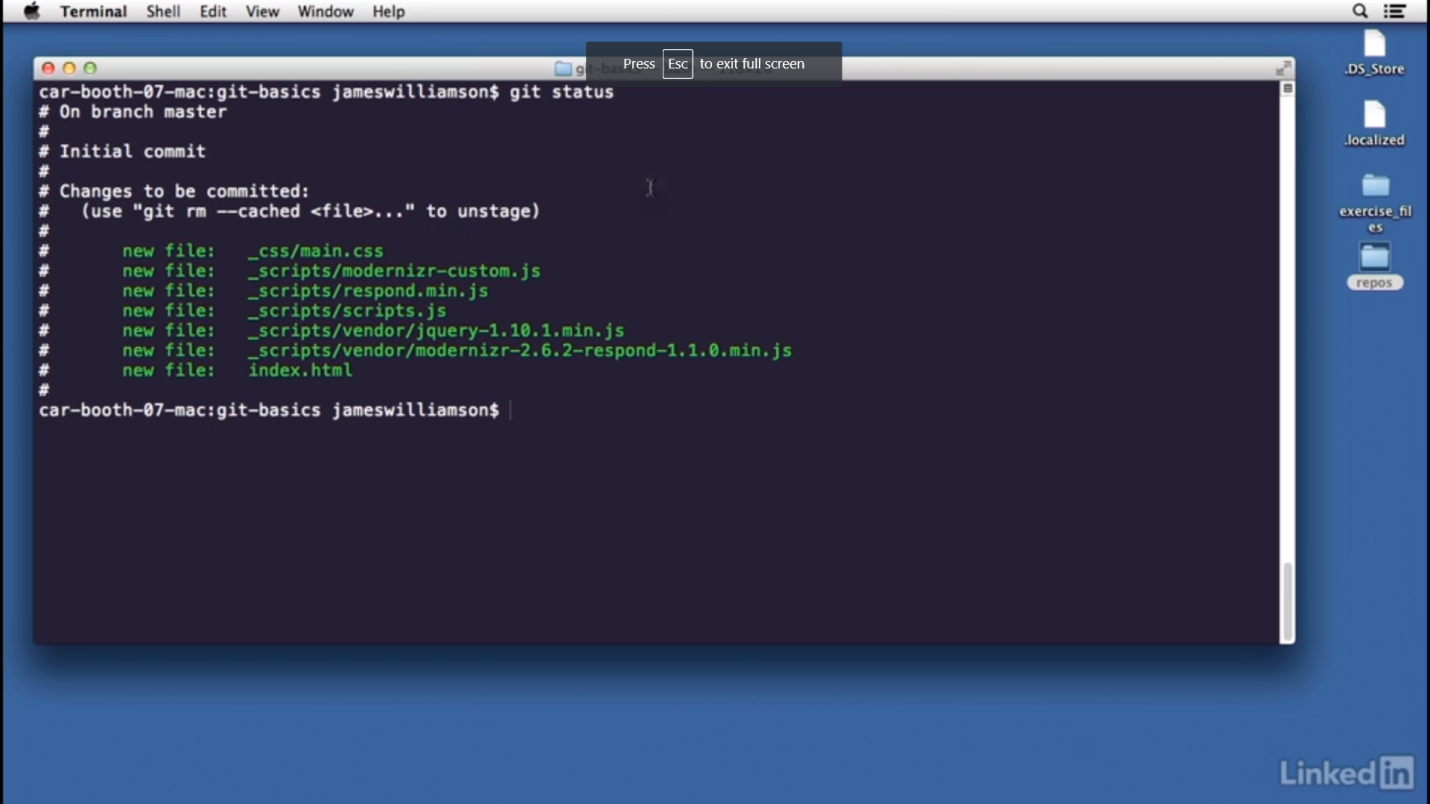 Terminal Shell Edit View Window Help
Press Esc to exit full screen
car-booth-07-mac:git-basics jameswilliamson$ git status
# On branch master
#
# Initial commit
#
# Changes to be committed:
#   (use "git rm --cached <file>..." to unstage)
#
#       new file:   _css/main.css
#       new file:   _scripts/modernizr-custom.js
#       new file:   _scripts/respond.min.js
#       new file:   _scripts/scripts.js
#       new file:   _scripts/vendor/jquery-1.10.1.min.js
#       new file:   _scripts/vendor/modernizr-2.6.2-respond-1.1.0.min.js
#       new file:   index.html
#
car-booth-07-mac:git-basics jameswilliamson$
.DS_Store
.localized
exercise_fil
es
repos
Linked in